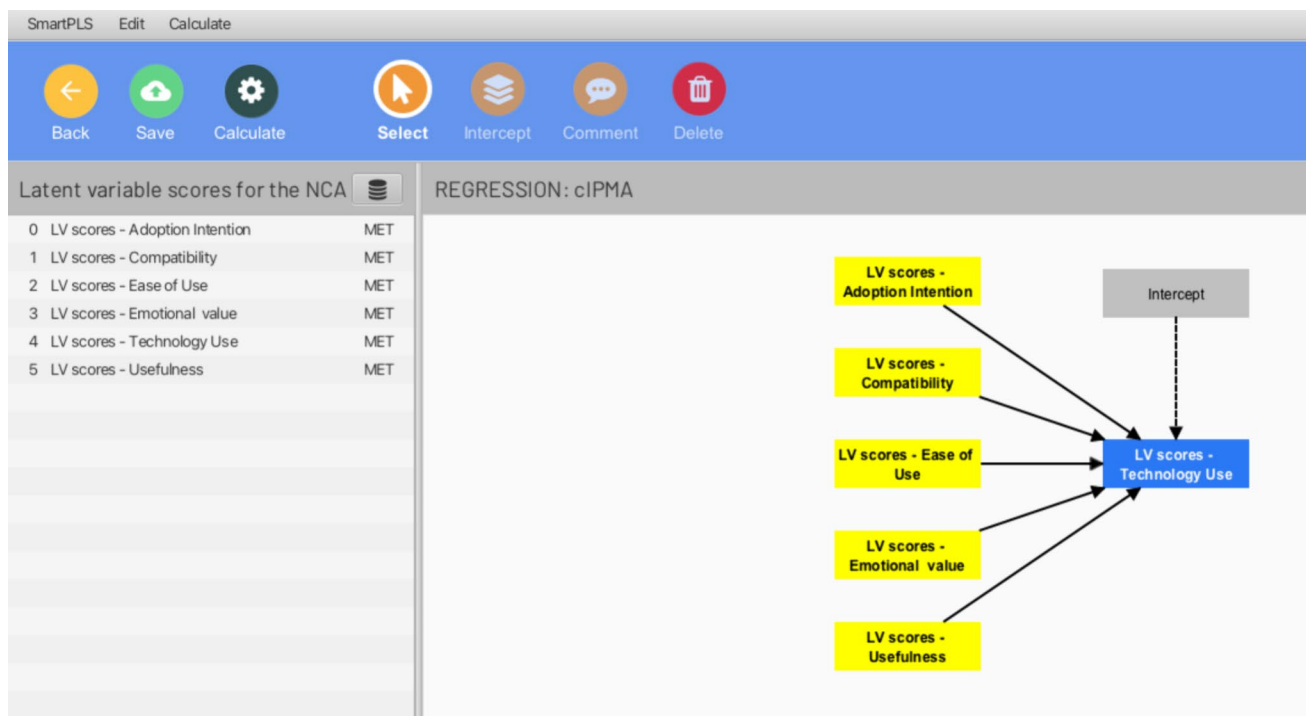 SmartPLS Edit Calculate
Back Save Calculate Select Intercept Comment Delete
Latent variable scores for the NCA
REGRESSION: cIPMA
0 LV scores - Adoption Intention MET
1 LV scores - Compatibility MET
2 LV scores - Ease of Use MET
3 LV scores - Emotional value MET
4 LV scores - Technology Use MET
5 LV scores - Usefulness MET
LV scores -
Adoption Intention
Intercept
LV scores -
Compatibility
LV scores - Ease of
Use
LV scores -
Technology Use
LV scores -
Emotional value
LV scores -
Usefulness